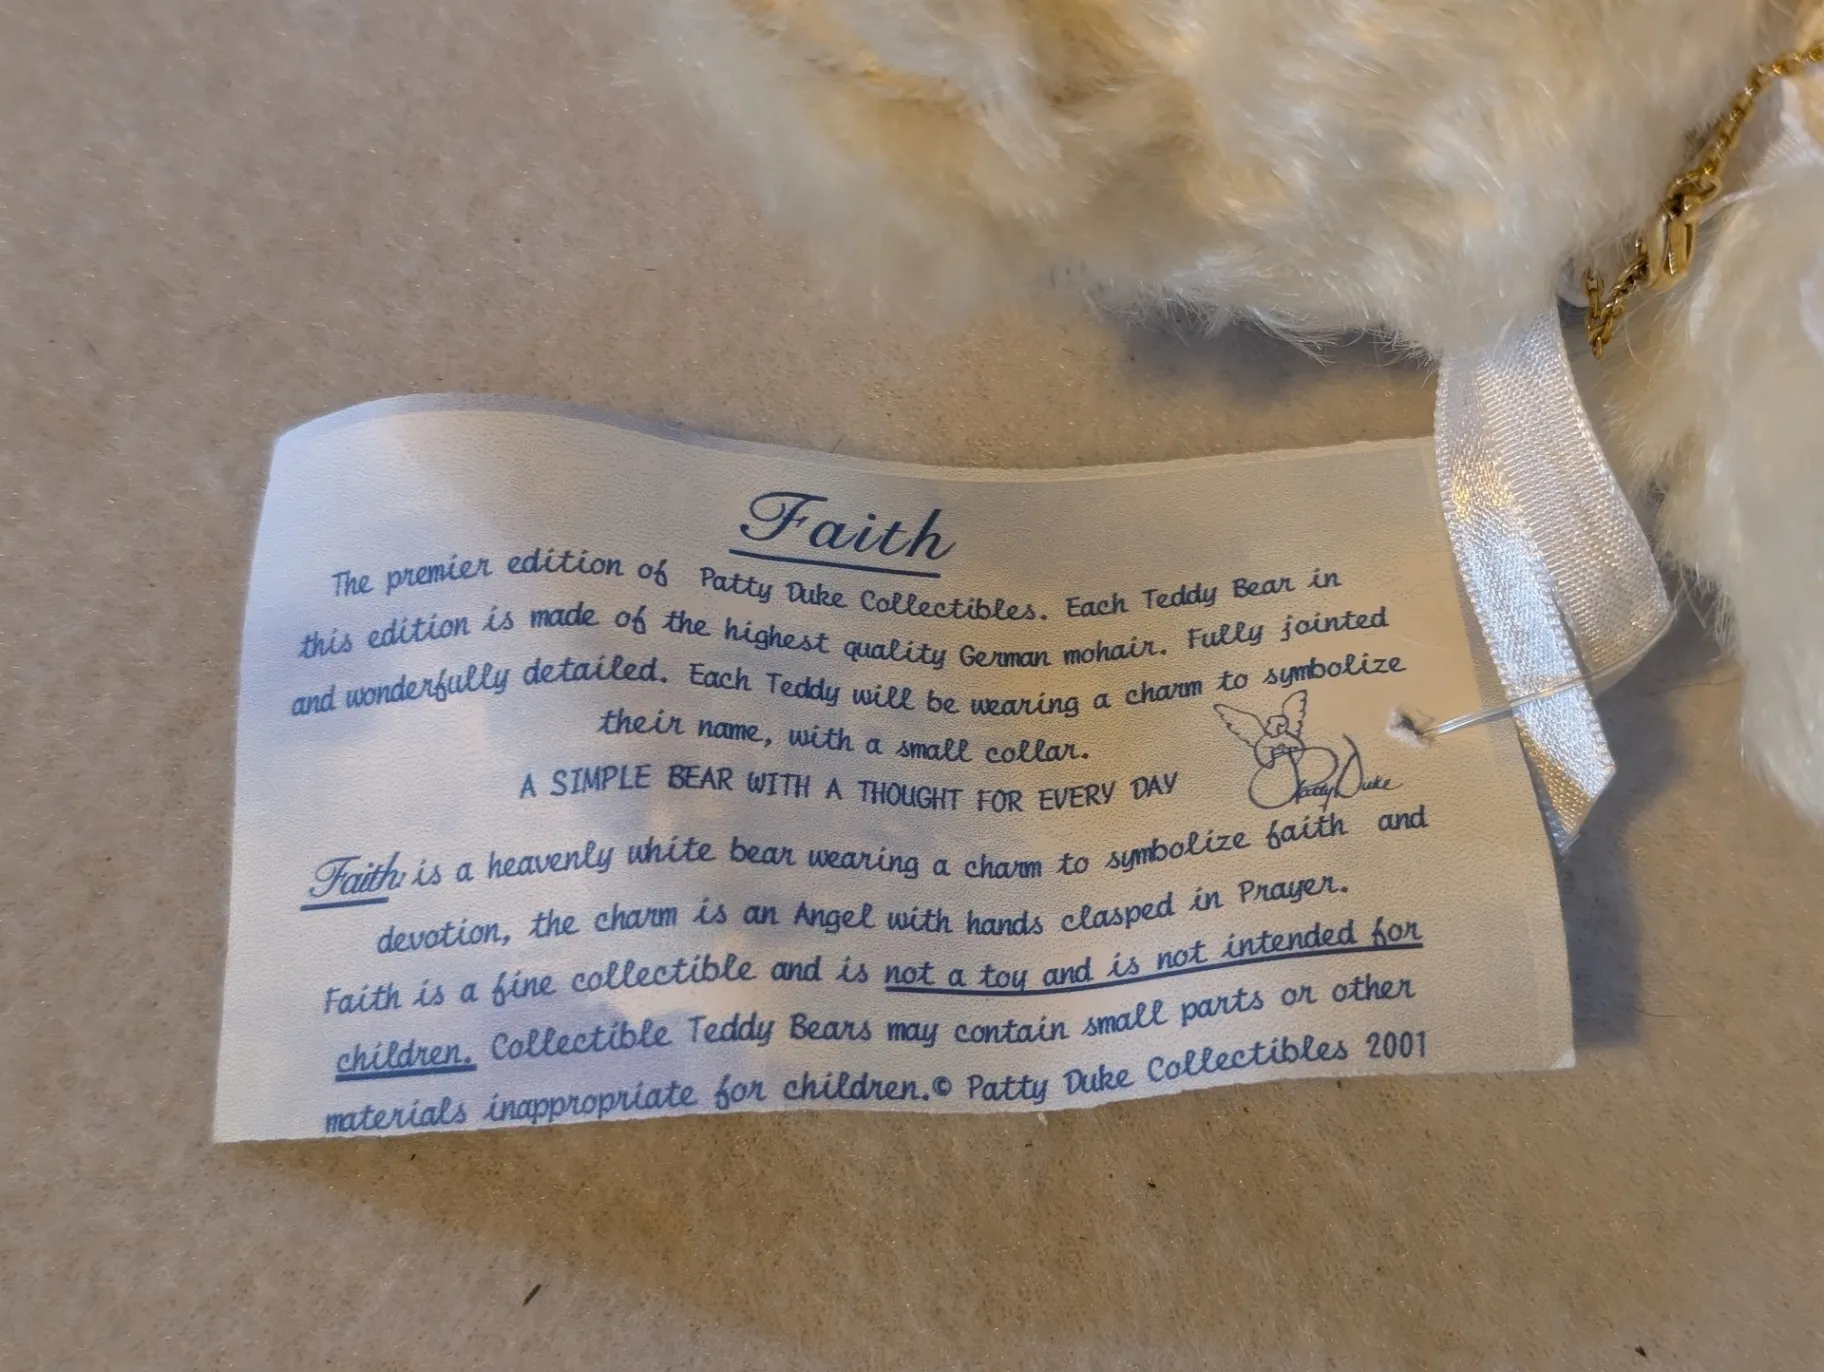 Faith
The premier edition of Patty Duke Collectibles. Each Teddy Bear in
this edition is made of the highest quality German mohair. Fully jointed
and wonderfully detailed. Each Teddy will be wearing a charm to symbolize
their name, with a small collar.
A SIMPLE BEAR WITH A THOUGHT FOR EVERY DAY
Patty Duke
Faith is a heavenly white bear wearing a charm to symbolize faith and
devotion, the charm is an Angel with hands clasped in Prayer.
Faith is a fine collectible and is not a toy and is not intended for
children. Collectible Teddy Bears may contain small parts or other
materials inappropriate for children.© Patty Duke Collectibles 2001